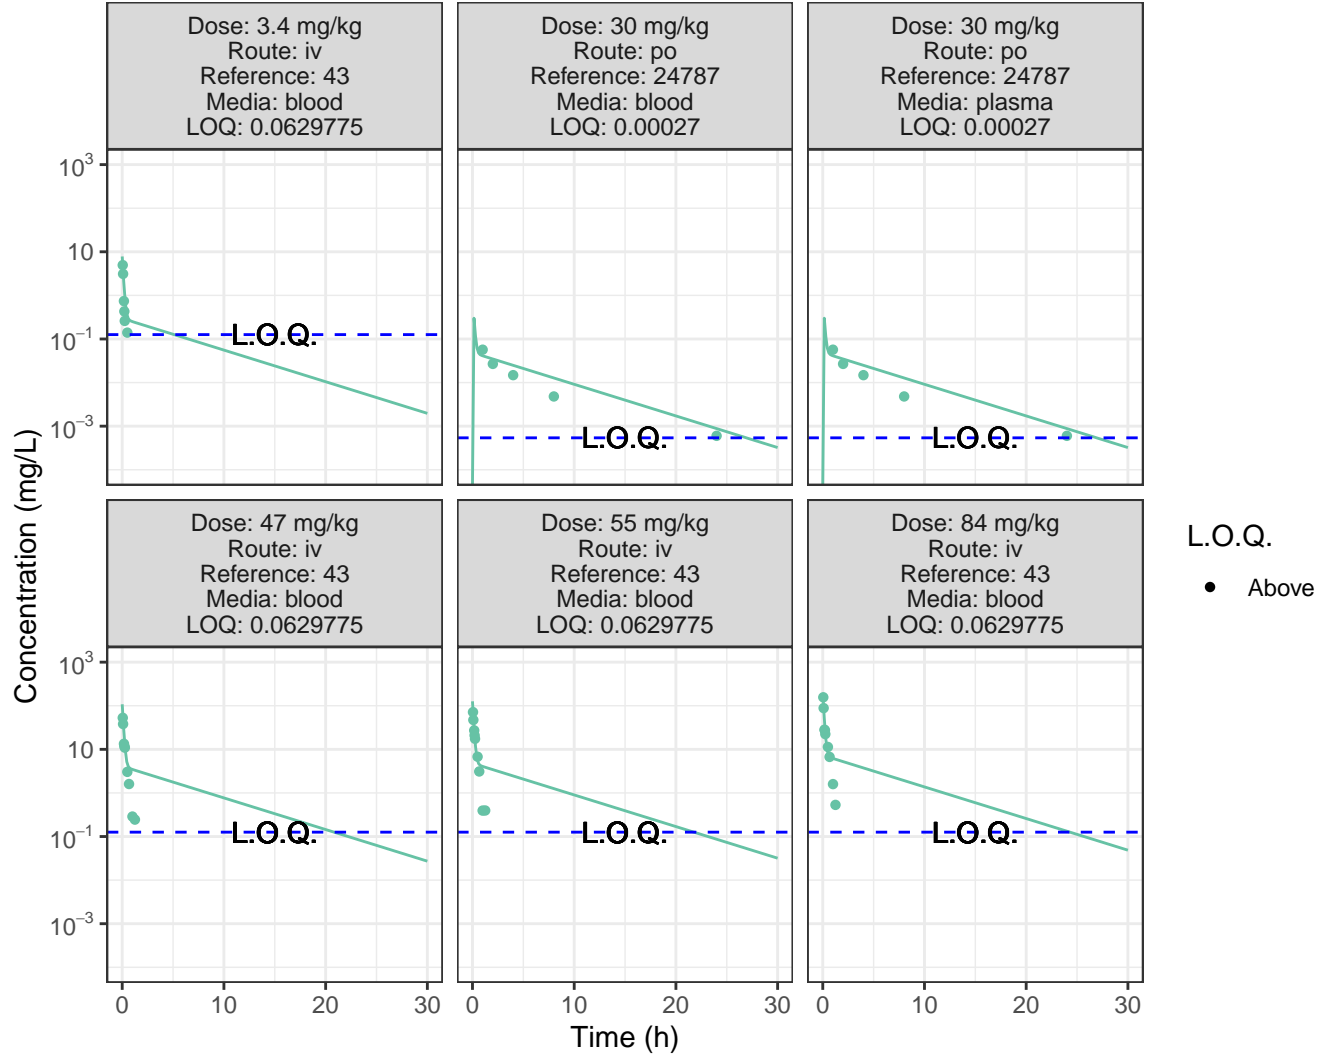 Dose: 3.4 mg/kg
Route: iv
Reference: 43
Media: blood
LOQ: 0.0629775
Dose: 30 mg/kg
Route: po
Reference: 24787
Media: blood
LOQ: 0.00027
Dose: 30 mg/kg
Route: po
Reference: 24787
Media: plasma
LOQ: 0.00027
10³
10
10⁻¹
10⁻³
L.O.Q.
L.O.Q.
L.O.Q.
Dose: 47 mg/kg
Route: iv
Reference: 43
Media: blood
LOQ: 0.0629775
Dose: 55 mg/kg
Route: iv
Reference: 43
Media: blood
LOQ: 0.0629775
Dose: 84 mg/kg
Route: iv
Reference: 43
Media: blood
LOQ: 0.0629775
10³
10
10⁻¹
10⁻³
L.O.Q.
L.O.Q.
L.O.Q.
0 10 20 30
0 10 20 30
0 10 20 30
Time (h)
Concentration (mg/L)
L.O.Q.
Above